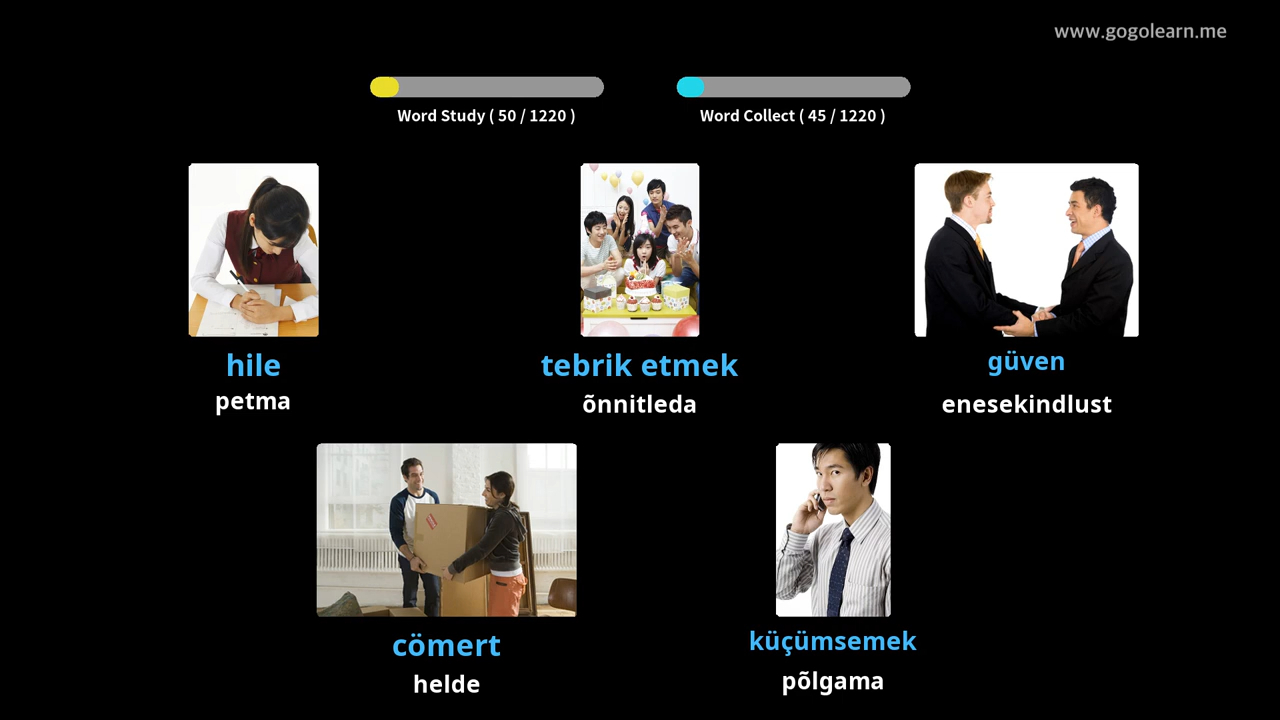 www.gogolearn.me
Word Study ( 50 / 1220 )
Word Collect ( 45 / 1220 )
hile
petma
tebrik etmek
õnnitleda
güven
enesekindlust
cömert
helde
küçümsemek
põlgama